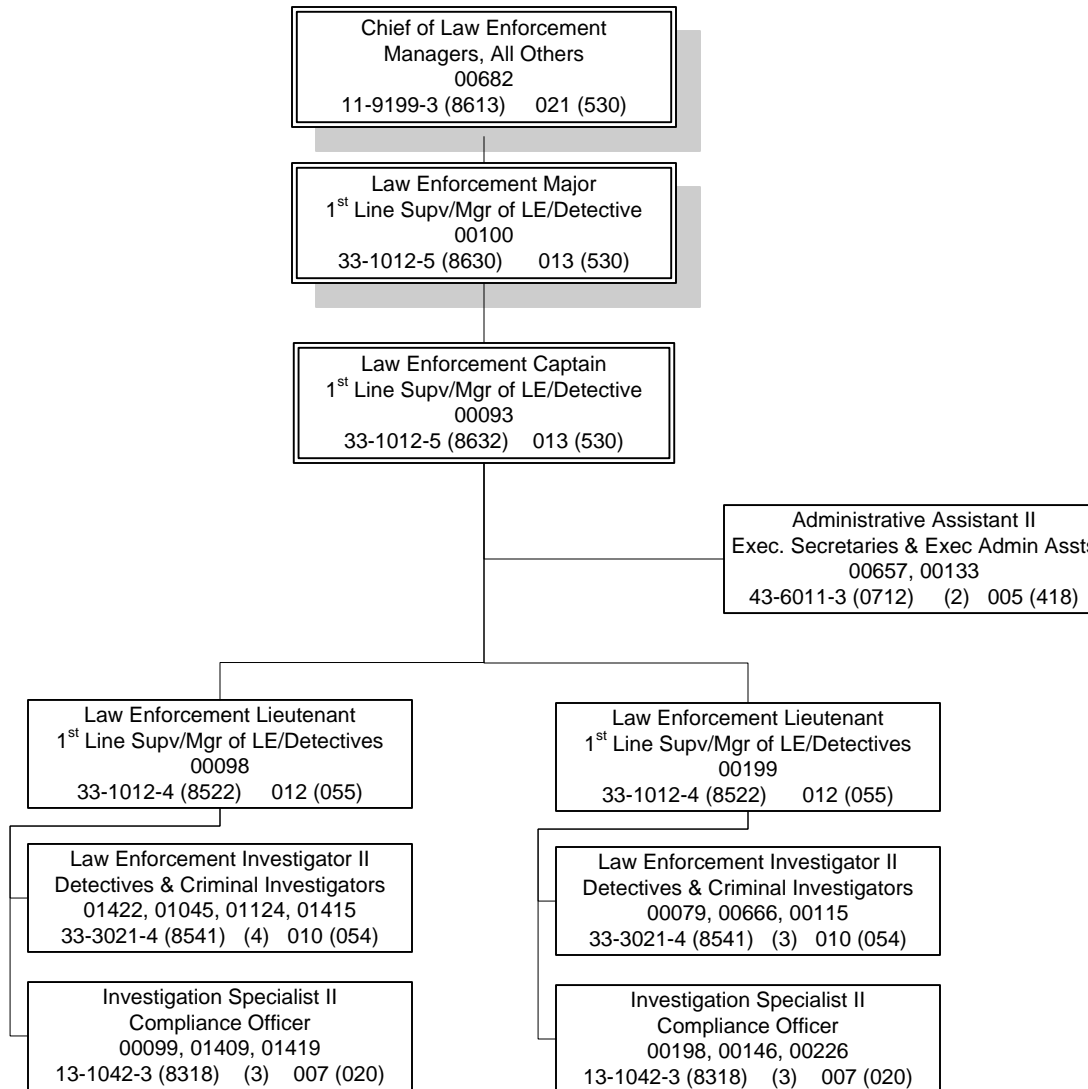 Chief of Law Enforcement
Managers, All Others
00682
11-9199-3 (8613) 021 (530)
Law Enforcement Major
1st Line Supv/Mgr of LE/Detective
00100
33-1012-5 (8630) 013 (530)
Law Enforcement Captain
1st Line Supv/Mgr of LE/Detective
00093
33-1012-5 (8632) 013 (530)
Administrative Assistant II
Exec. Secretaries & Exec Admin Assts
00657, 00133
43-6011-3 (0712) (2) 005 (418)
Law Enforcement Lieutenant
1st Line Supv/Mgr of LE/Detectives
00098
33-1012-4 (8522) 012 (055)
Law Enforcement Investigator II
Detectives & Criminal Investigators
01422, 01045, 01124, 01415
33-3021-4 (8541) (4) 010 (054)
Investigation Specialist II
Compliance Officer
00099, 01409, 01419
13-1042-3 (8318) (3) 007 (020)
Law Enforcement Lieutenant
1st Line Supv/Mgr of LE/Detectives
00199
33-1012-4 (8522) 012 (055)
Law Enforcement Investigator II
Detectives & Criminal Investigators
00079, 00666, 00115
33-3021-4 (8541) (3) 010 (054)
Investigation Specialist II
Compliance Officer
00198, 00146, 00226
13-1042-3 (8318) (3) 007 (020)